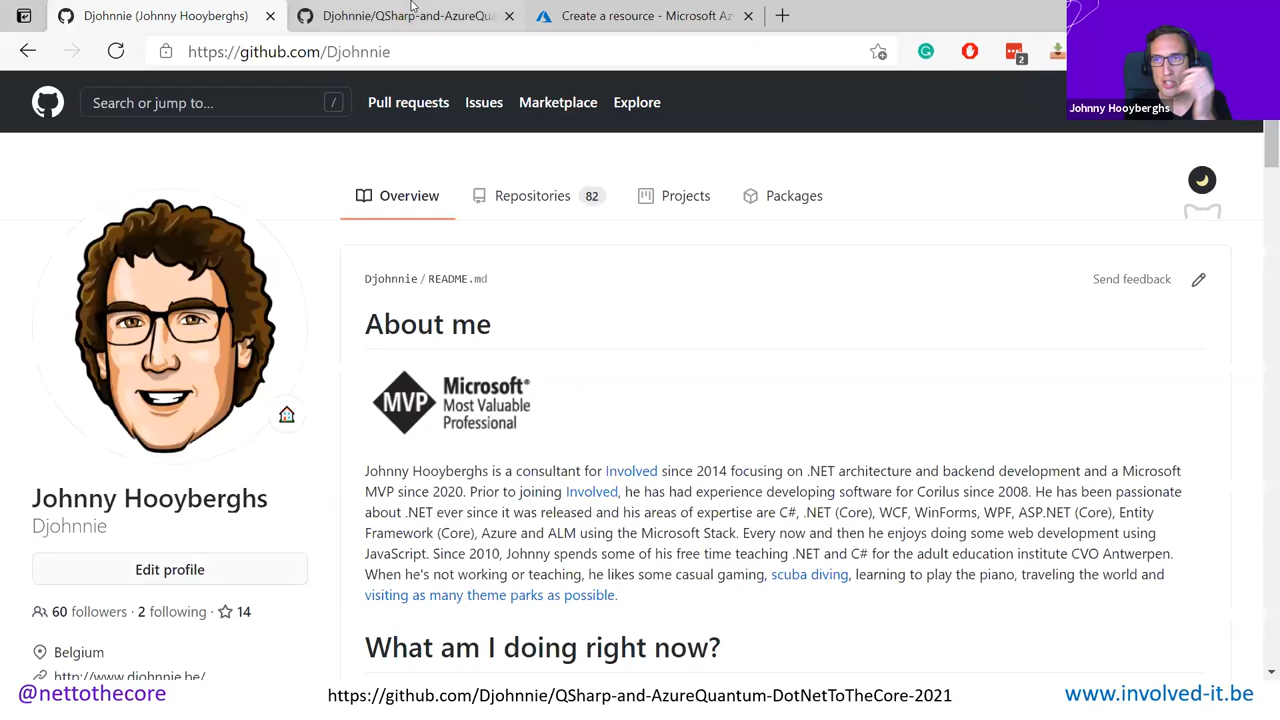 Djohnnie (Johnny Hooyberghs)
Djohnnie/QSharp-and-AzureQua
Create a resource - Microsoft Az
https://github.com/Djohnnie
2
Johnny Hooyberghs
Search or jump to...
/
Pull requests
Issues
Marketplace
Explore
Overview
Repositories 82
Projects
Packages
Djohnnie / README.md
Send feedback
About me
MVP
Microsoft®
Most Valuable
Professional
Johnny Hooyberghs is a consultant for Involved since 2014 focusing on .NET architecture and backend development and a Microsoft
MVP since 2020. Prior to joining Involved, he has had experience developing software for Corilus since 2008. He has been passionate
about .NET ever since it was released and his areas of expertise are C#, .NET (Core), WCF, WinForms, WPF, ASP.NET (Core), Entity
Framework (Core), Azure and ALM using the Microsoft Stack. Every now and then he enjoys doing some web development using
JavaScript. Since 2010, Johnny spends some of his free time teaching .NET and C# for the adult education institute CVO Antwerpen.
When he's not working or teaching, he likes some casual gaming, scuba diving, learning to play the piano, traveling the world and
visiting as many theme parks as possible.
What am I doing right now?
Johnny Hooyberghs
Djohnnie
Edit profile
60 followers · 2 following · 14
Belgium
http://www.djohnnie.be/
@nettothecore
https://github.com/Djohnnie/QSharp-and-AzureQuantum-DotNetToTheCore-2021
www.involved-it.be